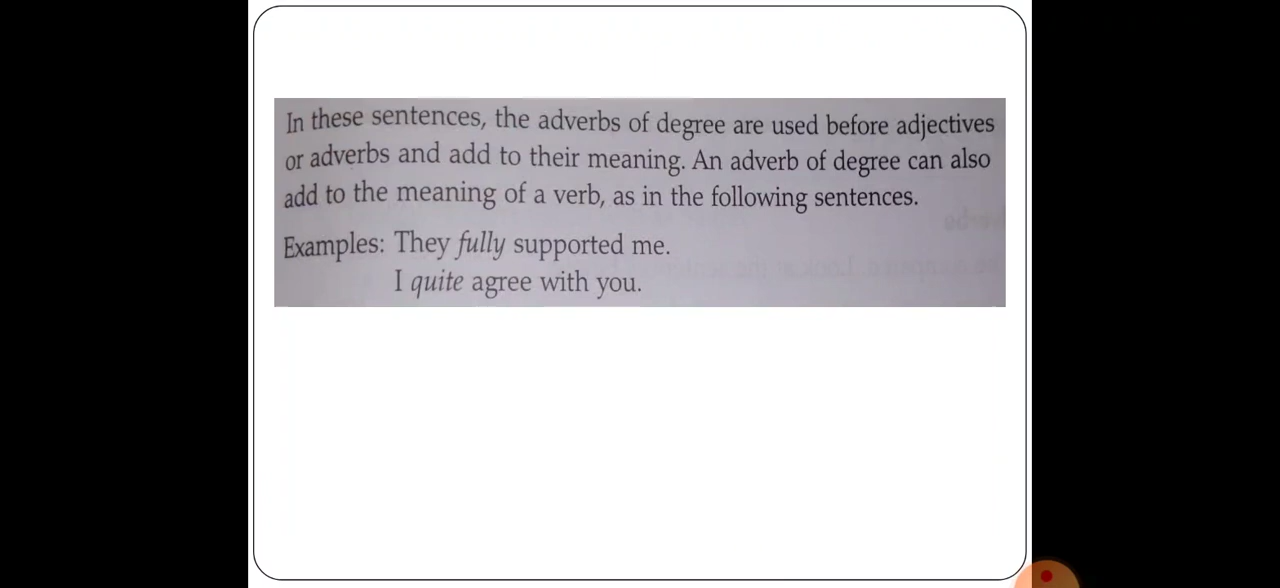 In these sentences, the adverbs of degree are used before adjectives
or adverbs and add to their meaning. An adverb of degree can also
add to the meaning of a verb, as in the following sentences.
Examples: They fully supported me.
I quite agree with you.